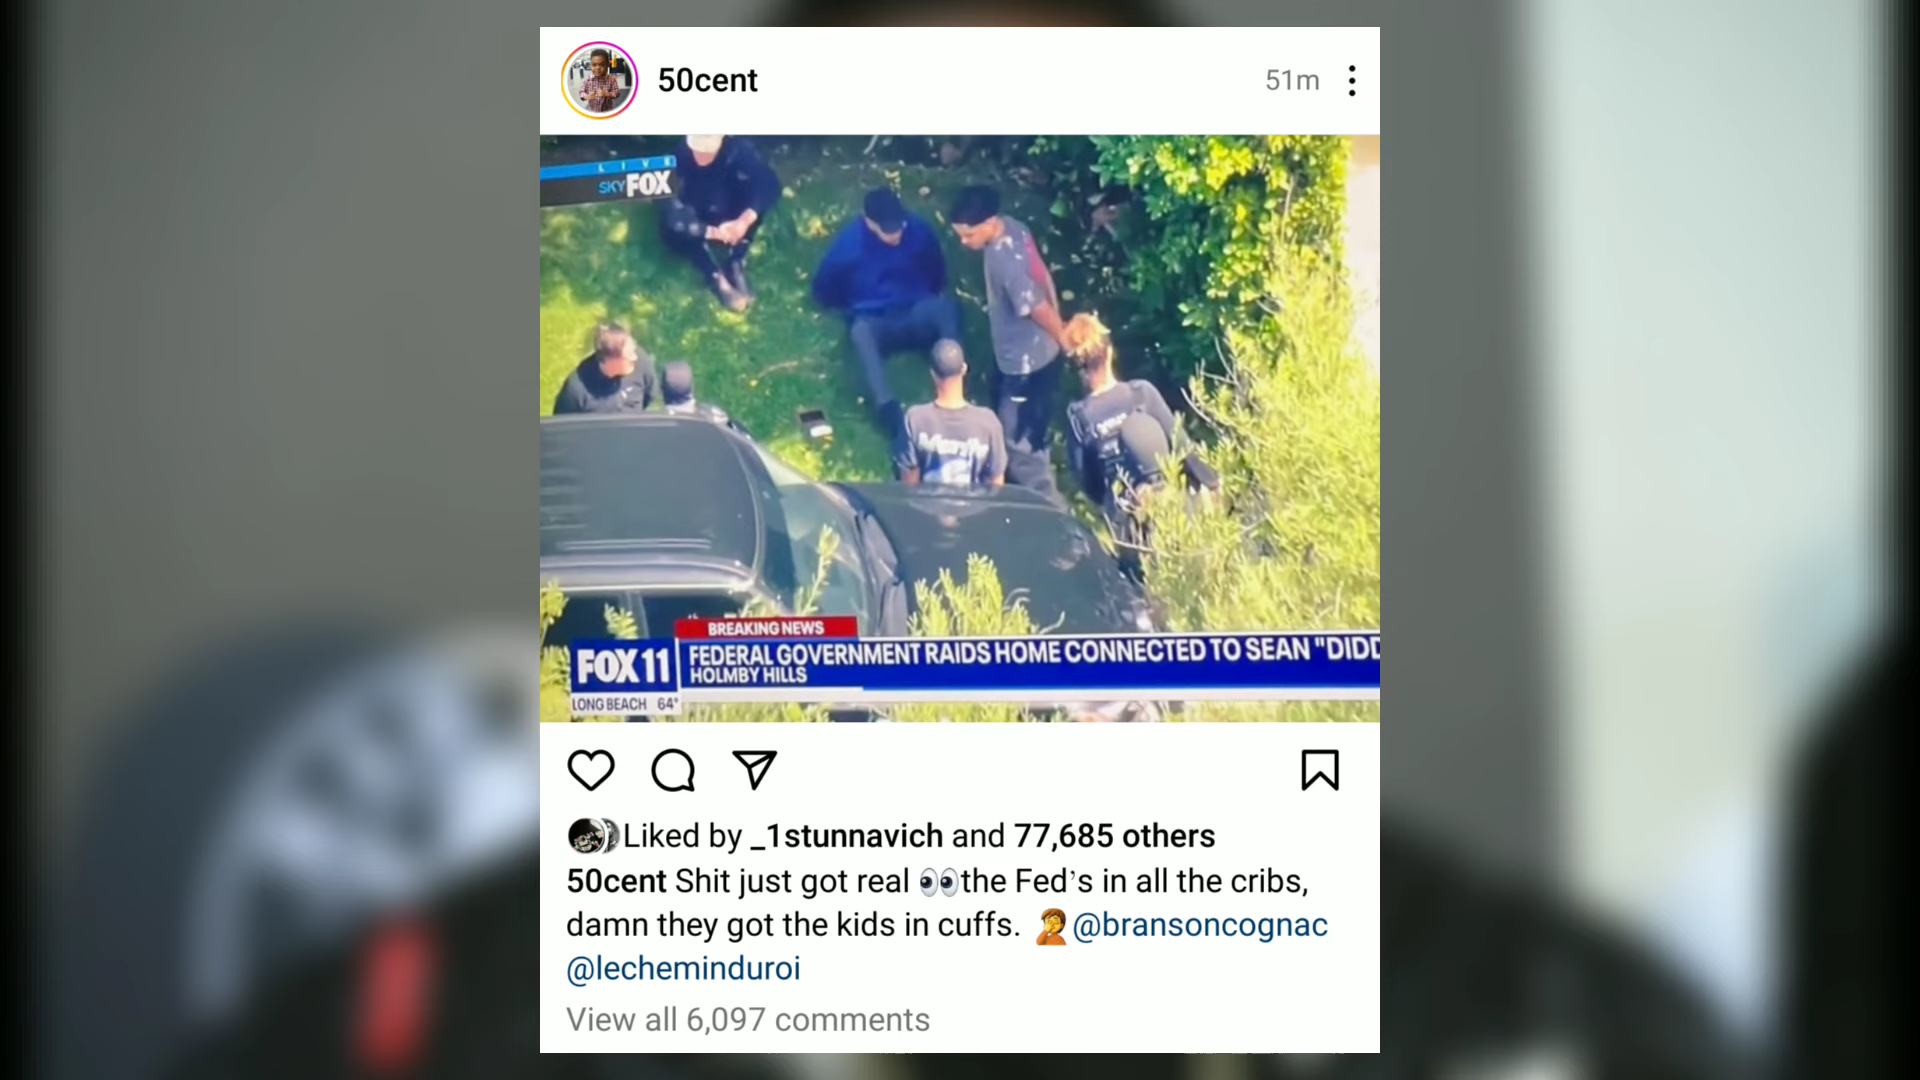 50cent
51m
LIVE
SKYFOX
BREAKING NEWS
FOX 11
FEDERAL GOVERNMENT RAIDS HOME CONNECTED TO SEAN "DIDD
HOLMBY HILLS
LONG BEACH 64°
Liked by _1stunnavich and 77,685 others
50cent Shit just got real 👀the Fed's in all the cribs,
damn they got the kids in cuffs. 🤦@bransoncognac
@lecheminduroi
View all 6,097 comments